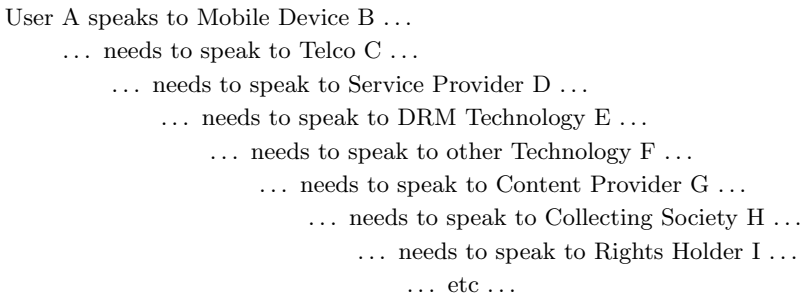 User A speaks to Mobile Device B ...
... needs to speak to Telco C ...
... needs to speak to Service Provider D ...
... needs to speak to DRM Technology E ...
... needs to speak to other Technology F ...
... needs to speak to Content Provider G ...
... needs to speak to Collecting Society H ...
... needs to speak to Rights Holder I ...
... etc ...